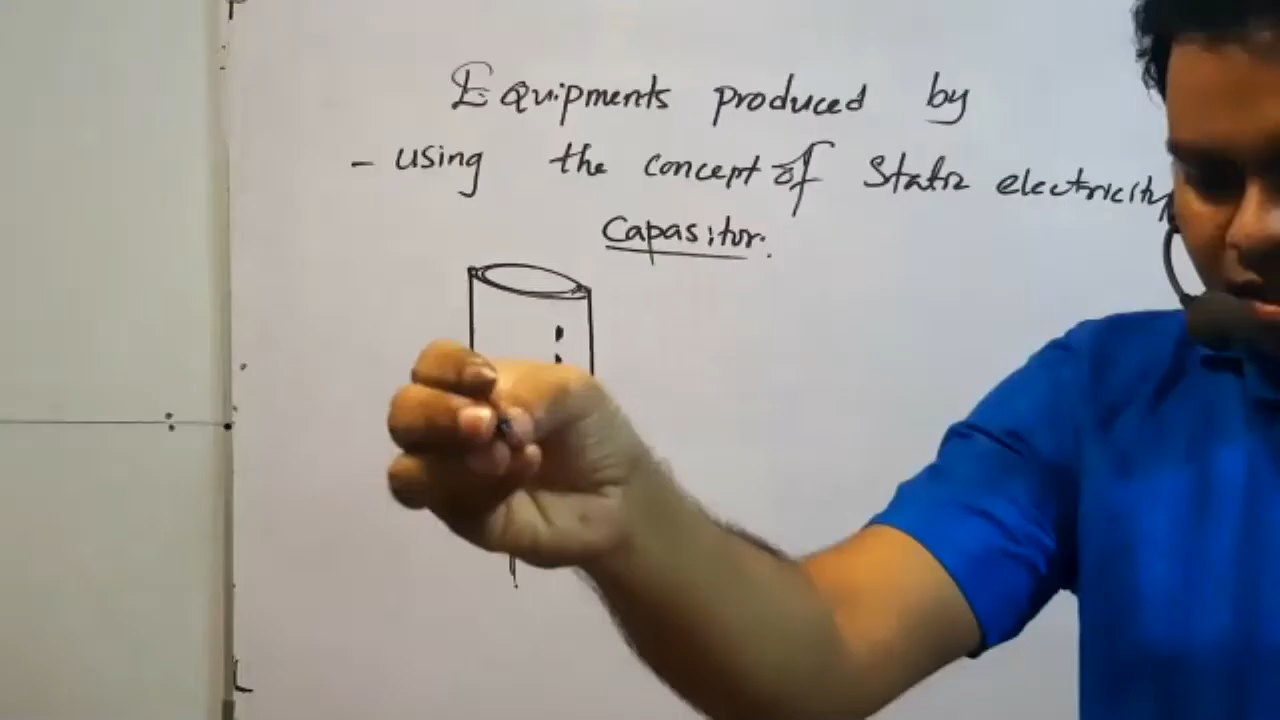 Equipments produced by
- using the concept of Static electricity
Capasitor.